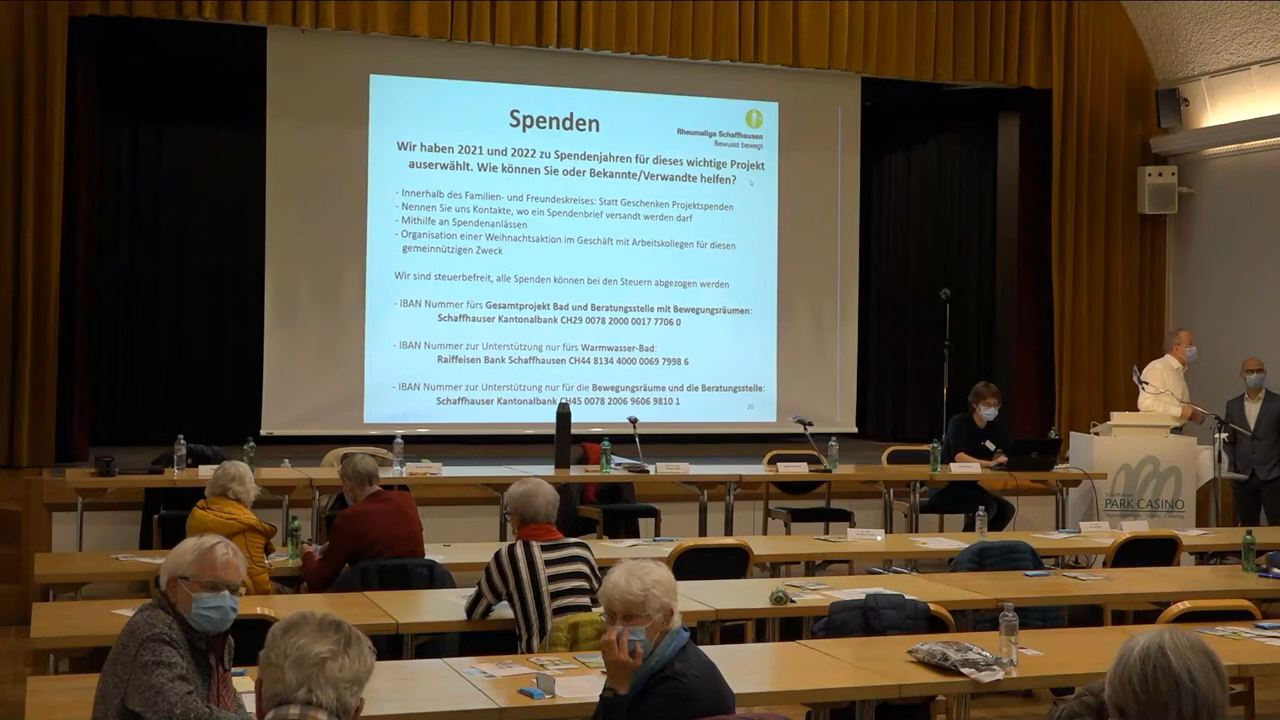 Spenden
Rheumaliga Schaffhausen
Bewusst bewegt
Wir haben 2021 und 2022 zu Spendenjahren für dieses wichtige Projekt
auserwählt. Wie können Sie oder Bekannte/Verwandte helfen?
- Innerhalb des Familien- und Freundeskreises: Statt Geschenken Projektspenden
- Nennen Sie uns Kontakte, wo ein Spendenbrief versandt werden darf
- Mithilfe an Spendenanlässen
- Organisation einer Weihnachtsaktion im Geschäft mit Arbeitskollegen für diesen
gemeinnützigen Zweck
Wir sind steuerbefreit, alle Spenden können bei den Steuern abgezogen werden
- IBAN Nummer fürs Gesamtprojekt Bad und Beratungsstelle mit Bewegungsräumen:
Schaffhauser Kantonalbank CH29 0078 2000 0017 7706 0
- IBAN Nummer zur Unterstützung nur fürs Warmwasser-Bad:
Raiffeisen Bank Schaffhausen CH44 8134 4000 0069 7998 6
- IBAN Nummer zur Unterstützung nur für die Bewegungsräume und die Beratungsstelle:
Schaffhauser Kantonalbank CH45 0078 2006 9606 9810 1
20
Schaffhauser
PARK CASINO